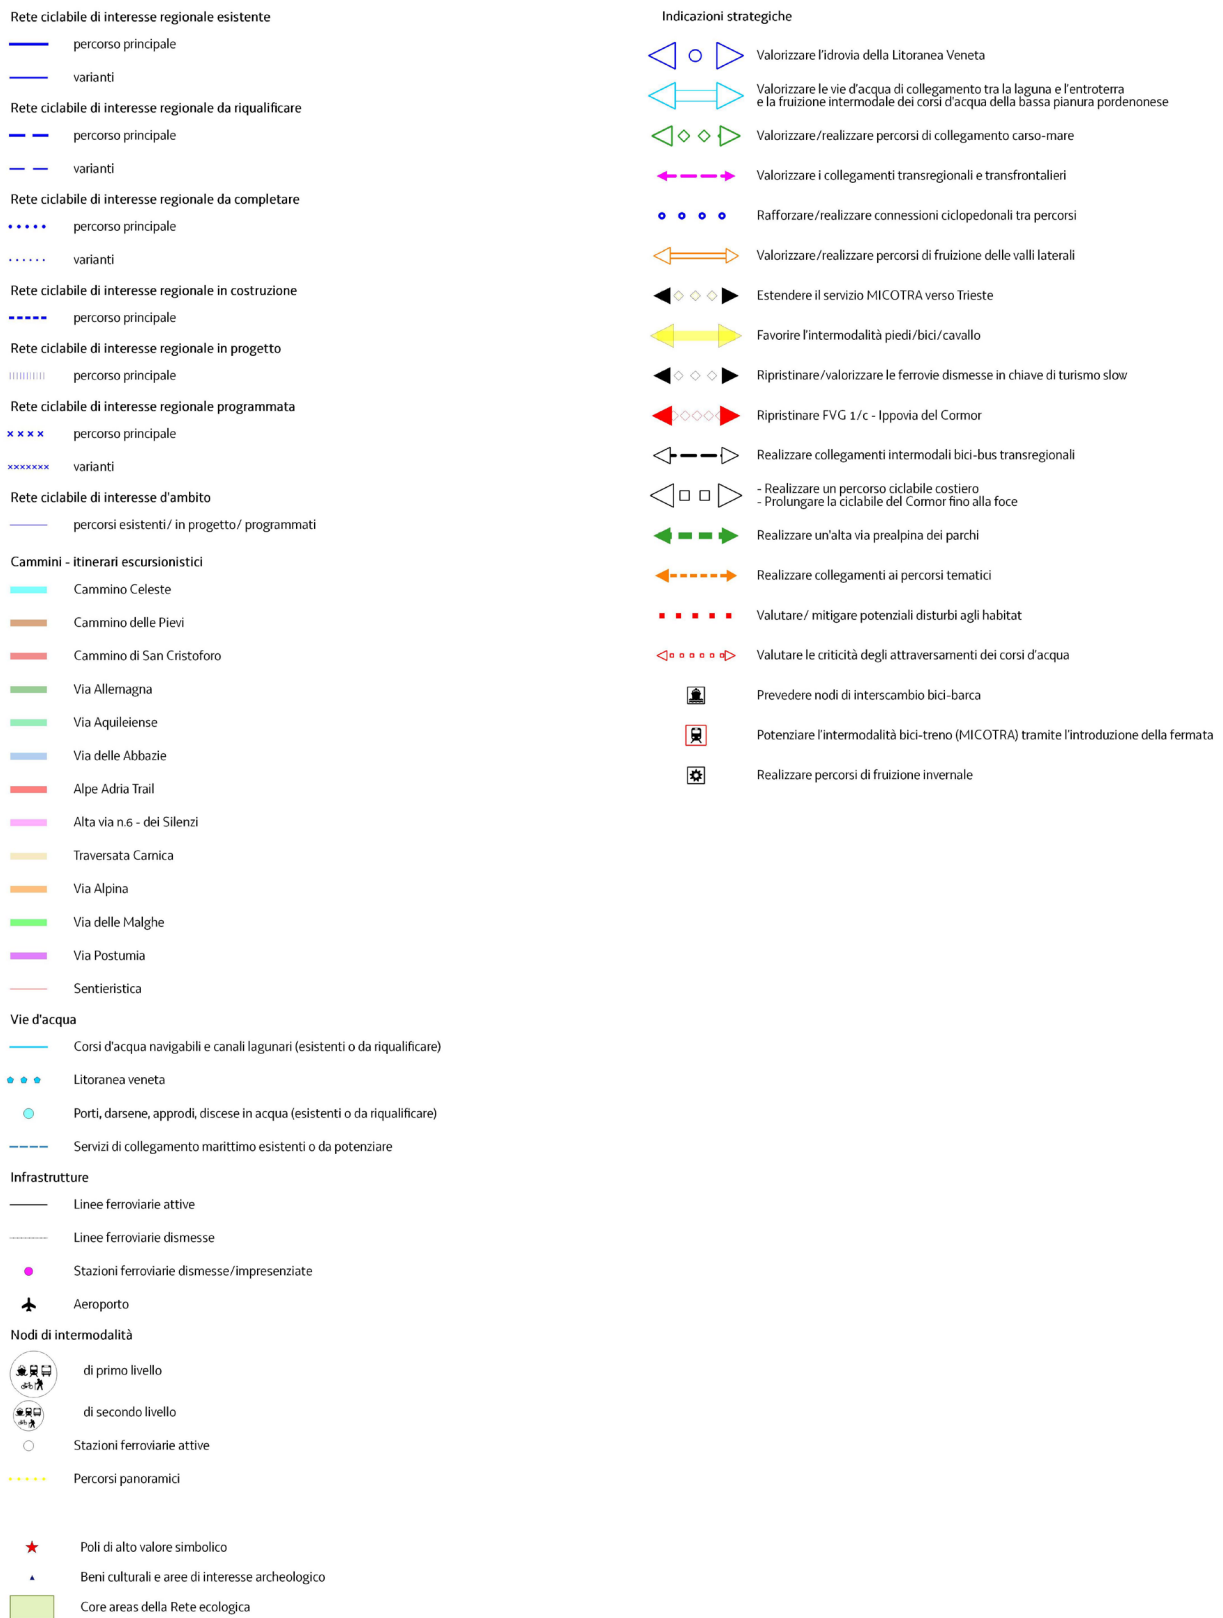 Rete ciclabile di interesse regionale esistente
percorso principale
varianti
Rete ciclabile di interesse regionale da riqualificare
percorso principale
varianti
Rete ciclabile di interesse regionale da completare
percorso principale
varianti
Rete ciclabile di interesse regionale in costruzione
percorso principale
Rete ciclabile di interesse regionale in progetto
percorso principale
Rete ciclabile di interesse regionale programmata
percorso principale
varianti
Rete ciclabile di interesse d'ambito
percorsi esistenti/ in progetto/ programmati
Cammini - itinerari escursionistici
Cammino Celeste
Cammino delle Pievi
Cammino di San Cristoforo
Via Allemagna
Via Aquileiense
Via delle Abbazie
Alpe Adria Trail
Alta via n.6 - dei Silenzi
Traversata Carnica
Via Alpina
Via delle Malghe
Via Postumia
Sentieristica
Vie d'acqua
Corsi d'acqua navigabili e canali lagunari (esistenti o da riqualificare)
Litoranea veneta
Porti, darsene, approdi, discese in acqua (esistenti o da riqualificare)
Servizi di collegamento marittimo esistenti o da potenziare
Infrastrutture
Linee ferroviarie attive
Linee ferroviarie dismesse
Stazioni ferroviarie dismesse/impresenziate
Aeroporto
Nodi di intermodalità
di primo livello
di secondo livello
Stazioni ferroviarie attive
Percorsi panoramici
Poli di alto valore simbolico
Beni culturali e aree di interesse archeologico
Core areas della Rete ecologica
Indicazioni strategiche
Valorizzare l'idrovia della Litoranea Veneta
Valorizzare le vie d'acqua di collegamento tra la laguna e l'entroterra
e la fruizione intermodale dei corsi d'acqua della bassa pianura pordenonese
Valorizzare/realizzare percorsi di collegamento carso-mare
Valorizzare i collegamenti transregionali e transfrontalieri
Rafforzare/realizzare connessioni ciclopedonali tra percorsi
Valorizzare/realizzare percorsi di fruizione delle valli laterali
Estendere il servizio MICOTRA verso Trieste
Favorire l'intermodalità piedi/bici/cavallo
Ripristinare/valorizzare le ferrovie dismesse in chiave di turismo slow
Ripristinare FVG 1/c - Ippovia del Cormor
Realizzare collegamenti intermodali bici-bus transregionali
- Realizzare un percorso ciclabile costiero
- Prolungare la ciclabile del Cormor fino alla foce
Realizzare un'alta via prealpina dei parchi
Realizzare collegamenti ai percorsi tematici
Valutare/ mitigare potenziali disturbi agli habitat
Valutare le criticità degli attraversamenti dei corsi d'acqua
Prevedere nodi di interscambio bici-barca
Potenziare l'intermodalità bici-treno (MICOTRA) tramite l'introduzione della fermata
Realizzare percorsi di fruizione invernale